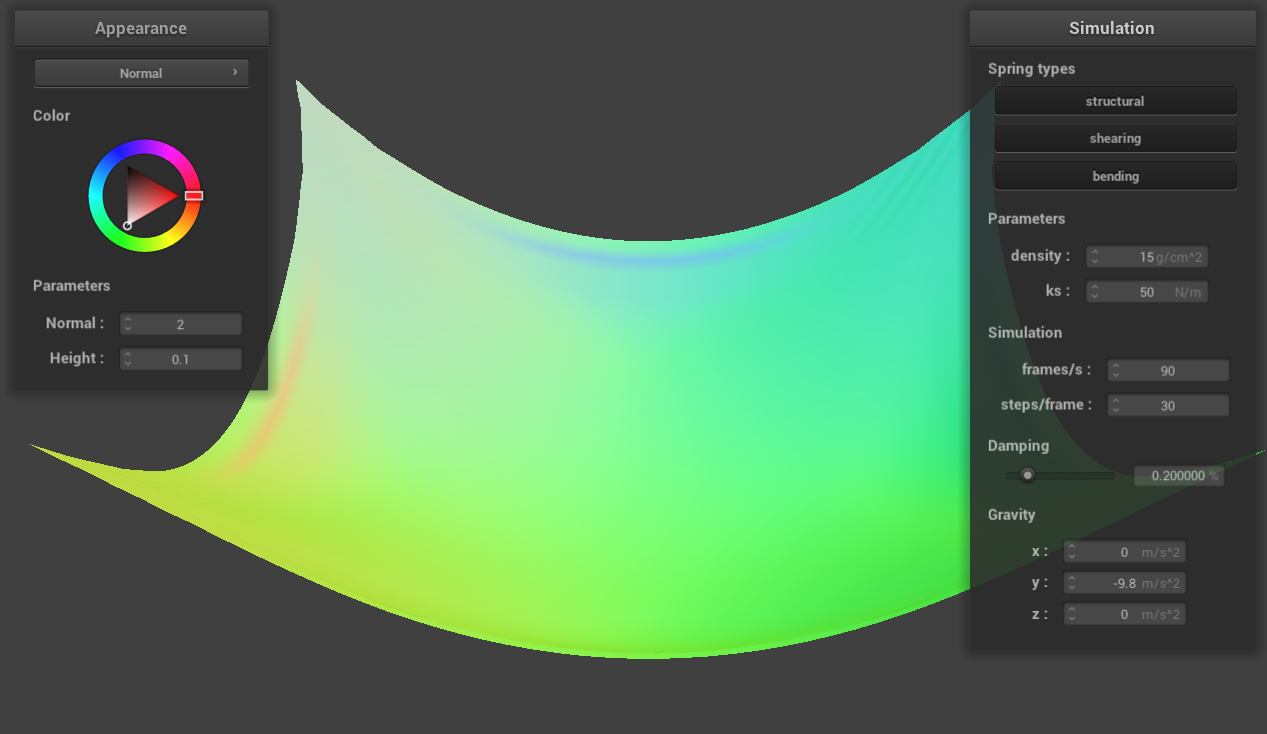 Appearance
Normal
Color
Parameters
Normal : 2
Height : 0.1
Simulation
Spring types
structural
shearing
bending
Parameters
density : 15 g/cm^2
ks : 50 N/m
Simulation
frames/s : 90
steps/frame : 30
Damping
0.200000 %
Gravity
x : 0 m/s^2
y : -9.8 m/s^2
z : 0 m/s^2